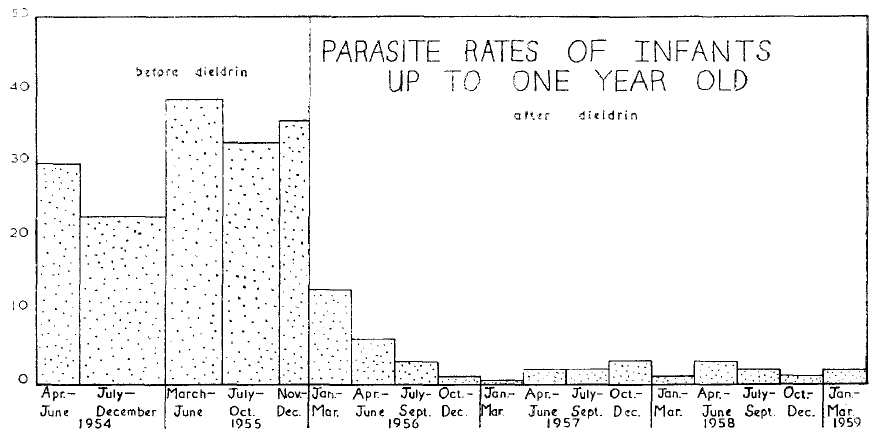 50
PARASITE RATES OF INFANTS
UP TO ONE YEAR OLD
before dieldrin
after dieldrin
40
30
20
10
0
Apr.- July- March- July- Nov.- Jan.- Apr.- July- Oct.- Jan.- Apr.- July- Oct.- Jan.- Apr.- July- Oct.- Jan.-
June December June Oct. Dec. Mar. June Sept. Dec. Mar. June Sept. Dec. Mar. June Sept. Dec. Mar.
1954 1955 1956 1957 1958 1959